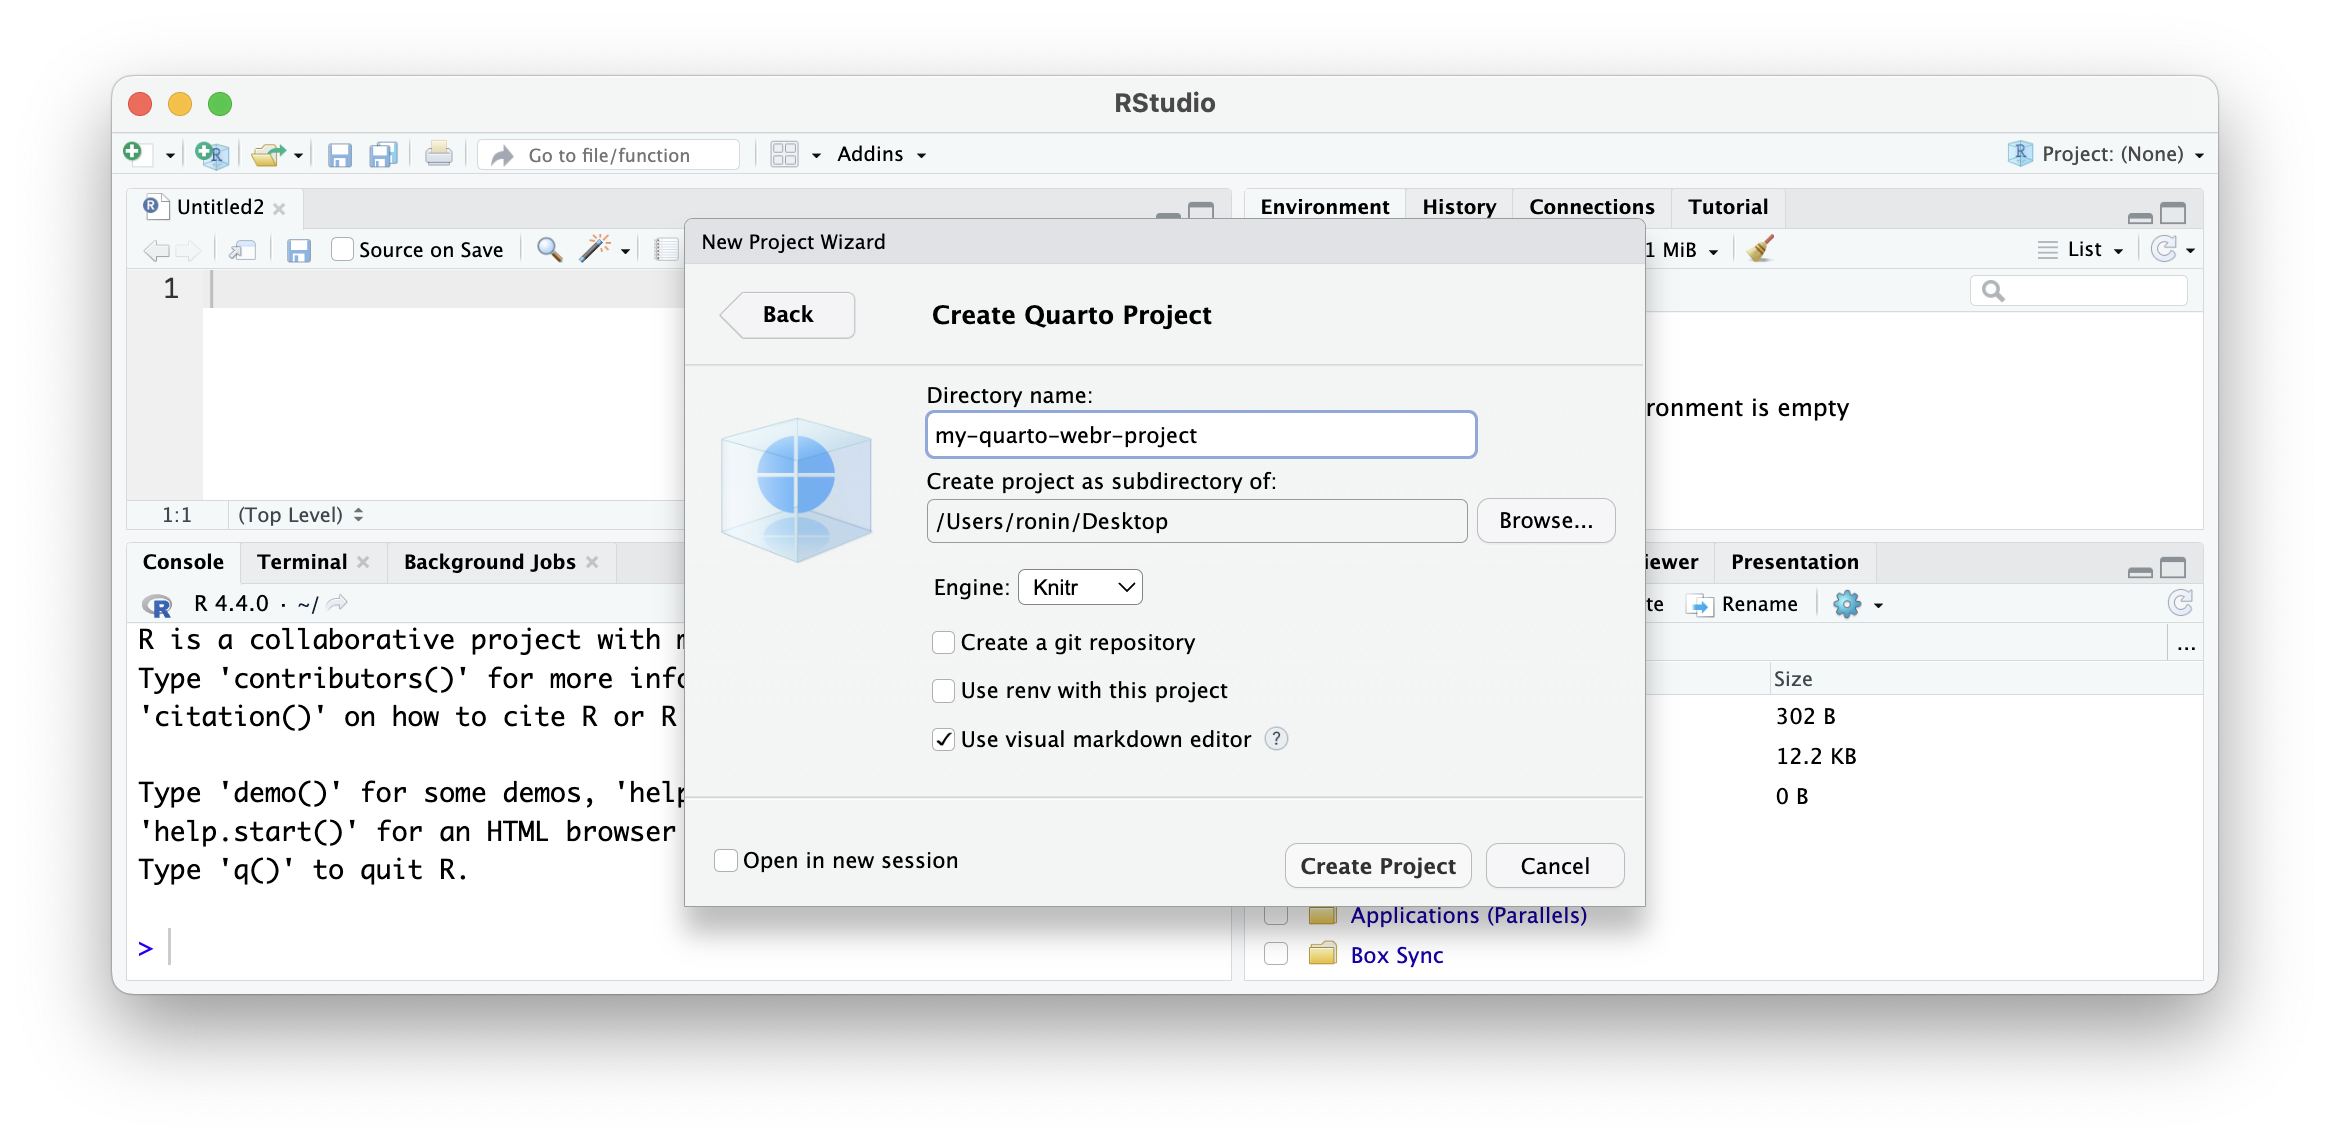 RStudio
Go to file/function
Addins
Project: (None)
Untitled2
Source on Save
1
1:1
(Top Level)
Environment
History
Connections
Tutorial
1 MiB
List
ronment is empty
New Project Wizard
Back
Create Quarto Project
Directory name:
my-quarto-webr-project
Create project as subdirectory of:
/Users/ronin/Desktop
Browse...
Engine:
Knitr
Create a git repository
Use renv with this project
Use visual markdown editor
?
Open in new session
Create Project
Cancel
Console
Terminal
Background Jobs
R 4.4.0 · ~/
R is a collaborative project with
Type 'contributors()' for more info
'citation()' on how to cite R or R
Type 'demo()' for some demos, 'help
'help.start()' for an HTML browser
Type 'q()' to quit R.
>
iewer
Presentation
te
Rename
...
Size
302 B
12.2 KB
0 B
Applications (Parallels)
Box Sync